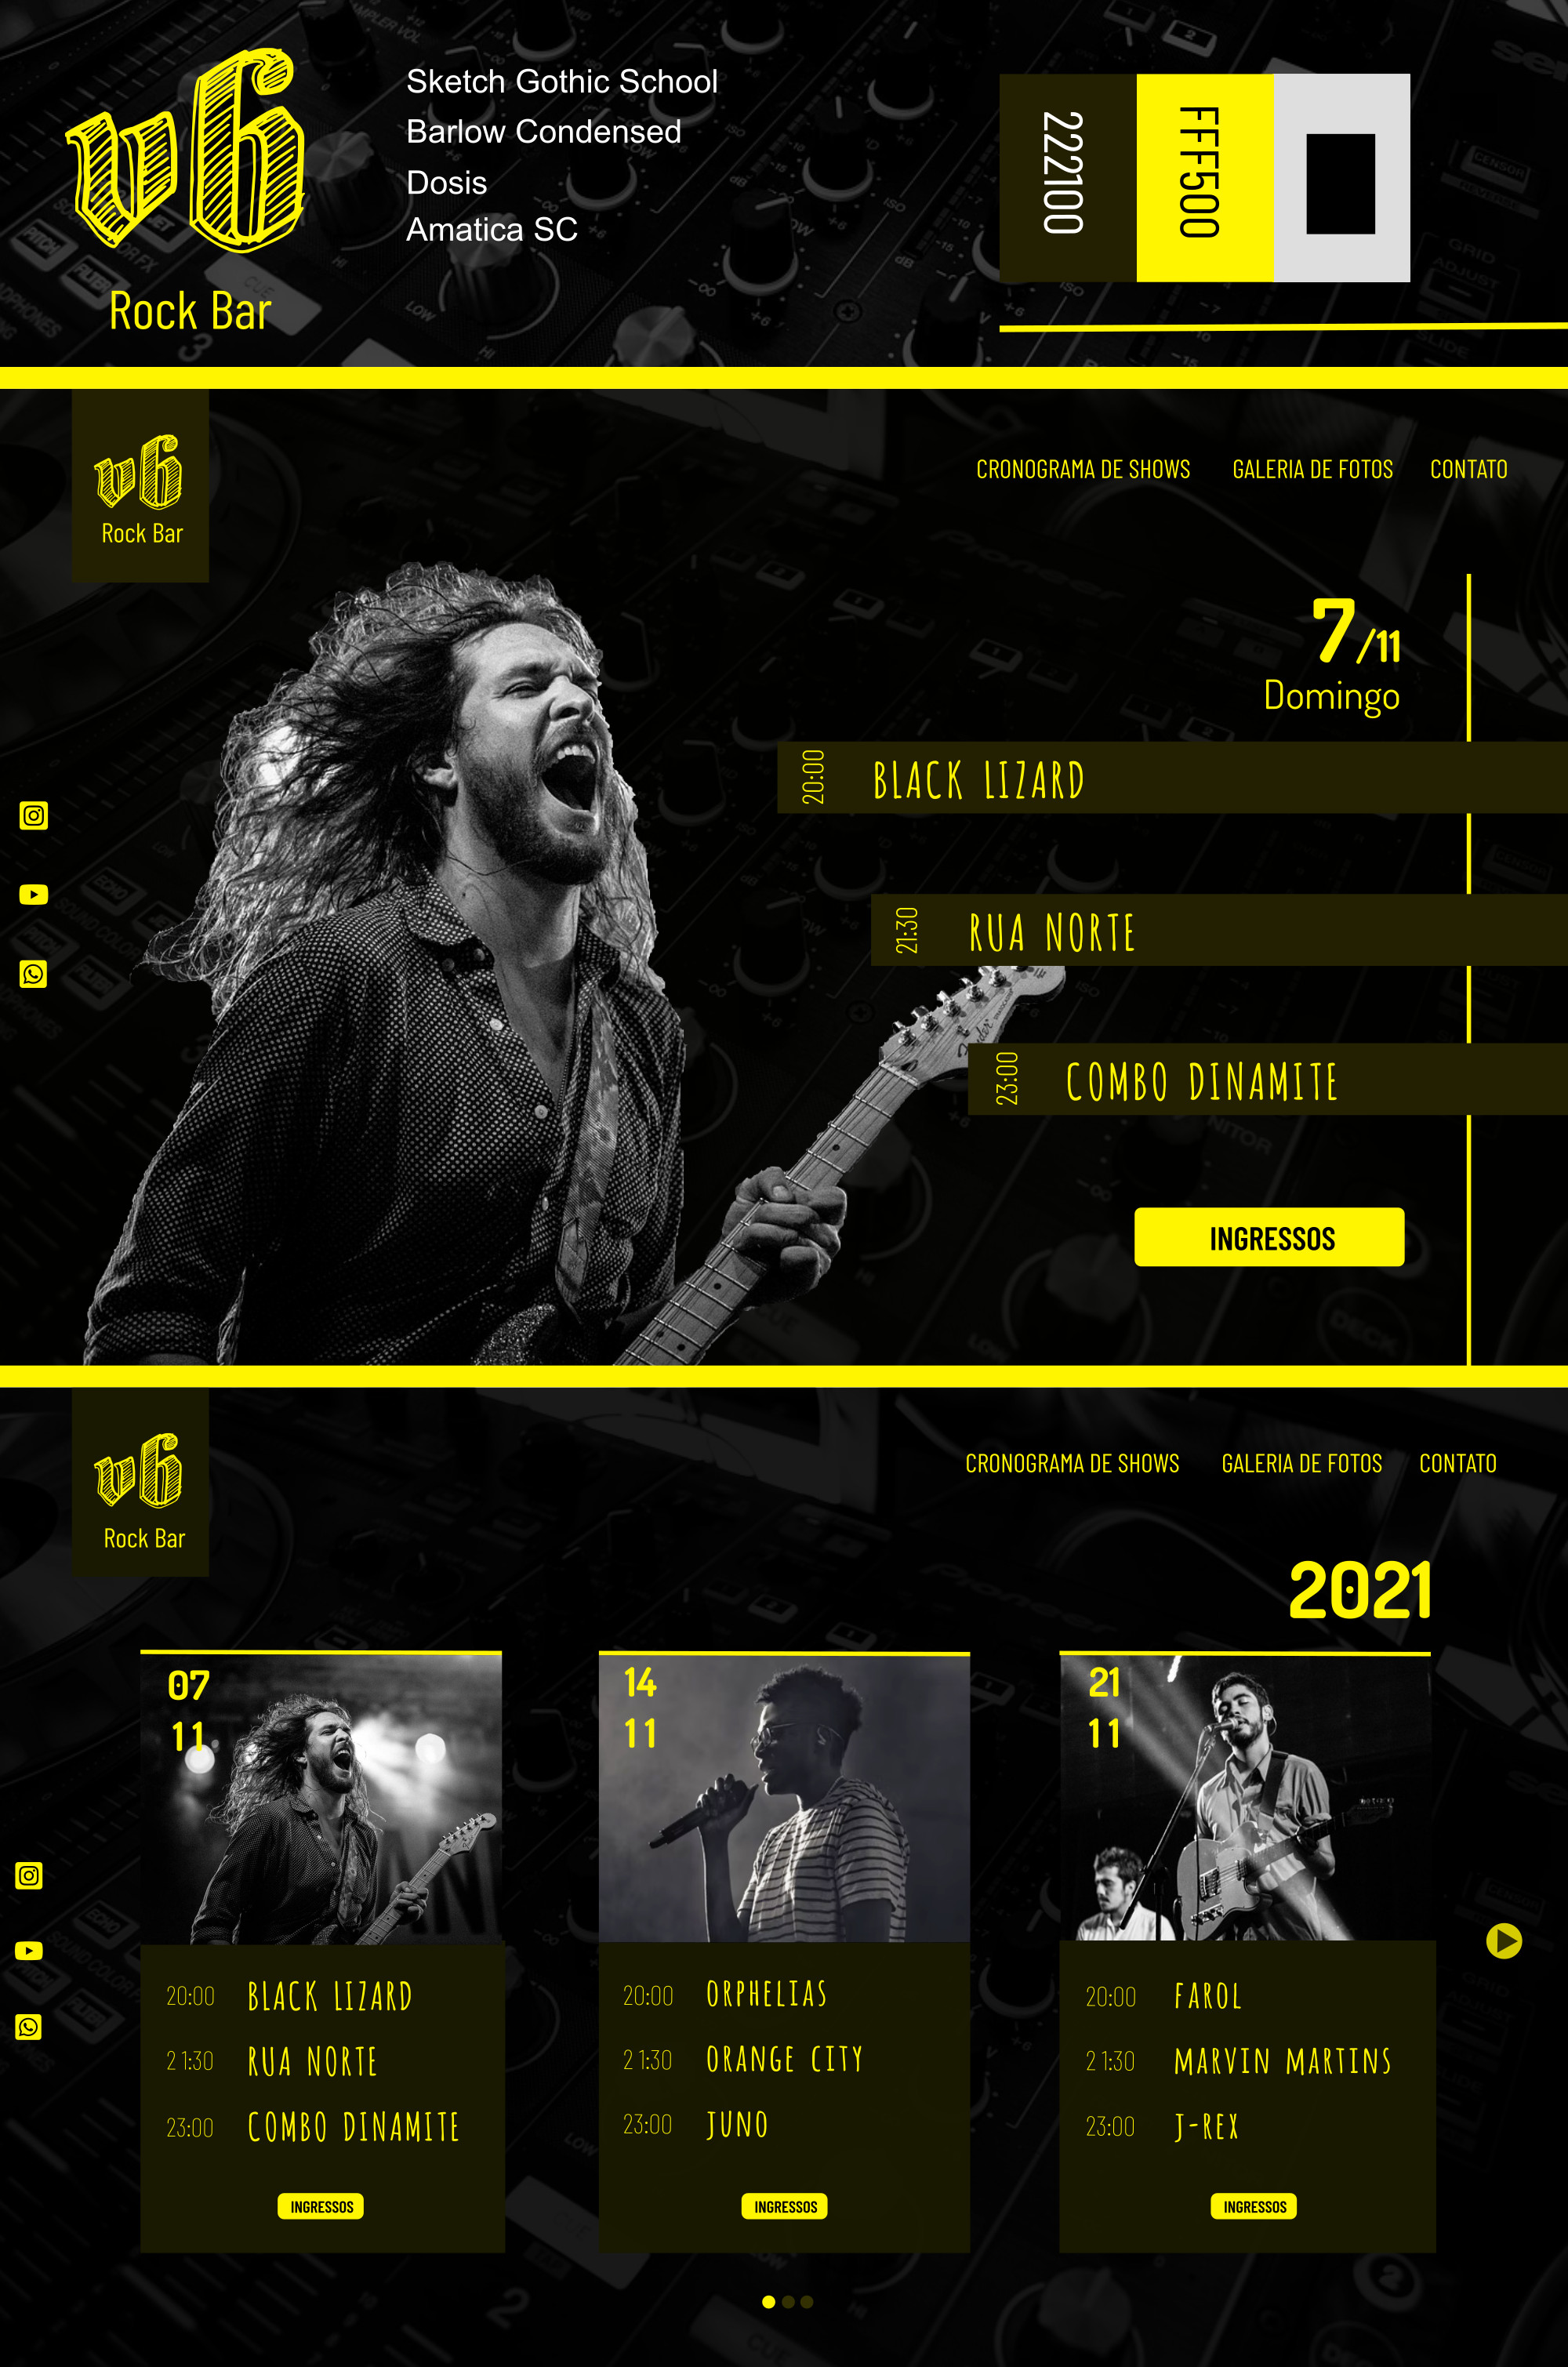 v6
Rock Bar
Sketch Gothic School
Barlow Condensed
Dosis
Amatica SC
222100
FFF500
v6
Rock Bar
CRONOGRAMA DE SHOWS GALERIA DE FOTOS CONTATO
7/11
Domingo
20:00 BLACK LIZARD
21:30 RUA NORTE
23:00 COMBO DINAMITE
Fender
INGRESSOS
v6
Rock Bar
CRONOGRAMA DE SHOWS GALERIA DE FOTOS CONTATO
2021
07
11
20:00 BLACK LIZARD
21:30 RUA NORTE
23:00 COMBO DINAMITE
INGRESSOS
14
11
20:00 ORPHELIAS
21:30 ORANGE CITY
23:00 JUNO
INGRESSOS
21
11
20:00 FAROL
21:30 MARVIN MARTINS
23:00 J-REX
INGRESSOS